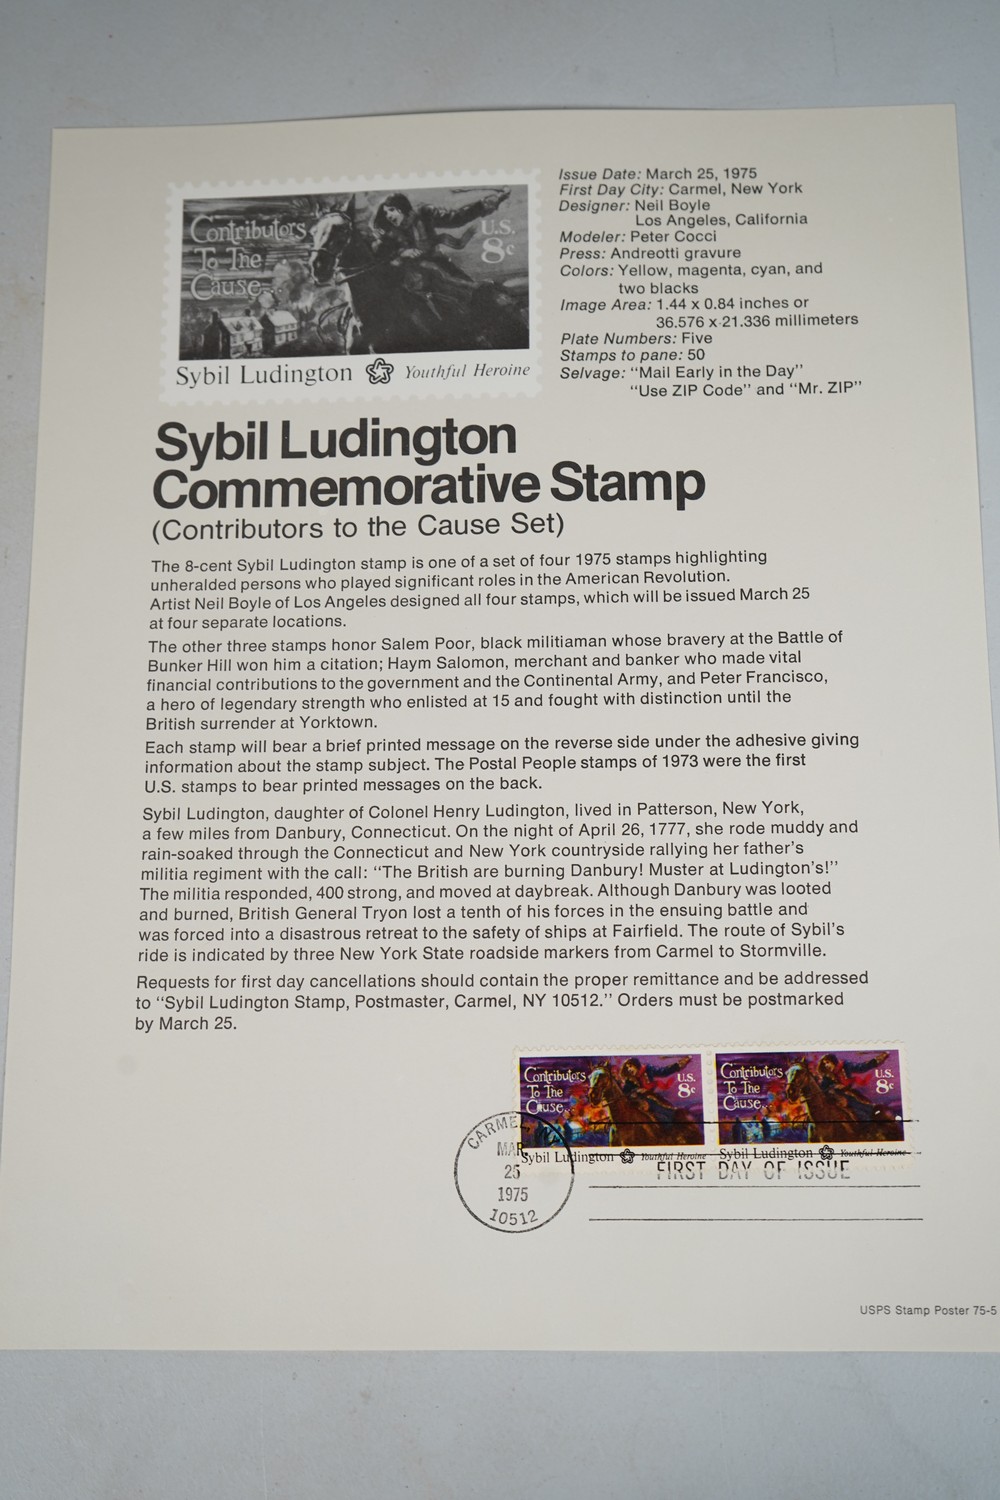 Contributors
To The
Cause...
U.S.
8c
Sybil Ludington Youthful Heroine
Issue Date: March 25, 1975
First Day City: Carmel, New York
Designer: Neil Boyle
Los Angeles, California
Modeler: Peter Cocci
Press: Andreotti gravure
Colors: Yellow, magenta, cyan, and
two blacks
Image Area: 1.44 x 0.84 inches or
36.576 x 21.336 millimeters
Plate Numbers: Five
Stamps to pane: 50
Selvage: “Mail Early in the Day”
“Use ZIP Code” and “Mr. ZIP”
Sybil Ludington
Commemorative Stamp
(Contributors to the Cause Set)
The 8-cent Sybil Ludington stamp is one of a set of four 1975 stamps highlighting
unheralded persons who played significant roles in the American Revolution.
Artist Neil Boyle of Los Angeles designed all four stamps, which will be issued March 25
at four separate locations.
The other three stamps honor Salem Poor, black militiaman whose bravery at the Battle of
Bunker Hill won him a citation; Haym Salomon, merchant and banker who made vital
financial contributions to the government and the Continental Army, and Peter Francisco,
a hero of legendary strength who enlisted at 15 and fought with distinction until the
British surrender at Yorktown.
Each stamp will bear a brief printed message on the reverse side under the adhesive giving
information about the stamp subject. The Postal People stamps of 1973 were the first
U.S. stamps to bear printed messages on the back.
Sybil Ludington, daughter of Colonel Henry Ludington, lived in Patterson, New York,
a few miles from Danbury, Connecticut. On the night of April 26, 1777, she rode muddy and
rain-soaked through the Connecticut and New York countryside rallying her father's
militia regiment with the call: “The British are burning Danbury! Muster at Ludington's!”
The militia responded, 400 strong, and moved at daybreak. Although Danbury was looted
and burned, British General Tryon lost a tenth of his forces in the ensuing battle and
was forced into a disastrous retreat to the safety of ships at Fairfield. The route of Sybil's
ride is indicated by three New York State roadside markers from Carmel to Stormville.
Requests for first day cancellations should contain the proper remittance and be addressed
to “Sybil Ludington Stamp, Postmaster, Carmel, NY 10512.” Orders must be postmarked
by March 25.
Contributors
To The
Cause...
U.S.
8c
Sybil Ludington Youthful Heroine
Contributors
To The
Cause...
U.S.
8c
Sybil Ludington Youthful Heroine
CARMEL
MAR
25
1975
10512
FIRST DAY OF ISSUE
USPS Stamp Poster 75-5